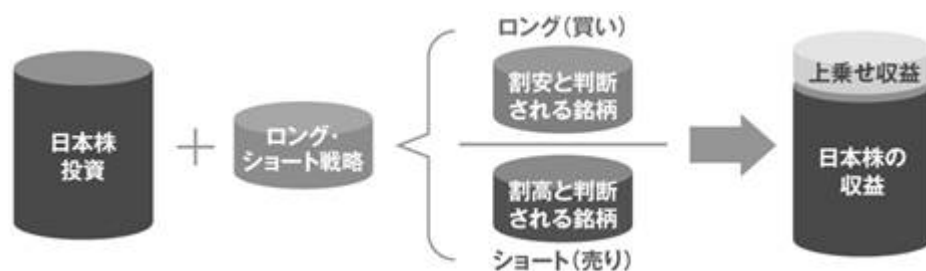 日本株
投資
ロング・
ショート戦略
ロング(買い)
割安と判断
される銘柄
割高と判断
される銘柄
ショート(売り)
上乗せ収益
日本株の
収益